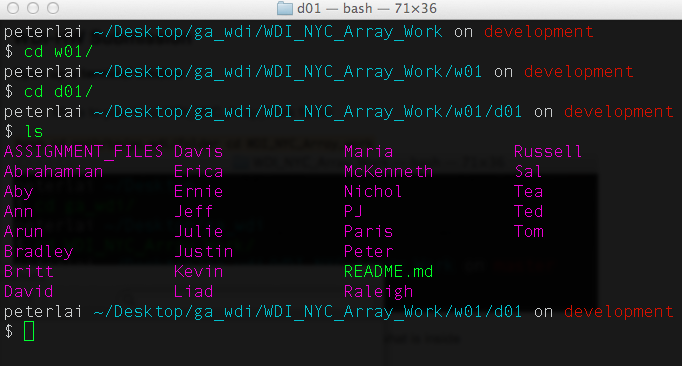 d01 — bash — 71×36
peterlai ~/Desktop/ga_wdi/WDI_NYC_Array_Work on development
$ cd w01/
peterlai ~/Desktop/ga_wdi/WDI_NYC_Array_Work/w01 on development
$ cd d01/
peterlai ~/Desktop/ga_wdi/WDI_NYC_Array_Work/w01/d01 on development
$ ls
ASSIGNMENT_FILES Davis Maria Russell
Abrahamian Erica McKenneth Sal
Aby Ernie Nichol Tea
Ann Jeff PJ Ted
Arun Julie Paris Tom
Bradley Justin Peter
Britt Kevin README.md
David Liad Raleigh
peterlai ~/Desktop/ga_wdi/WDI_NYC_Array_Work/w01/d01 on development
$